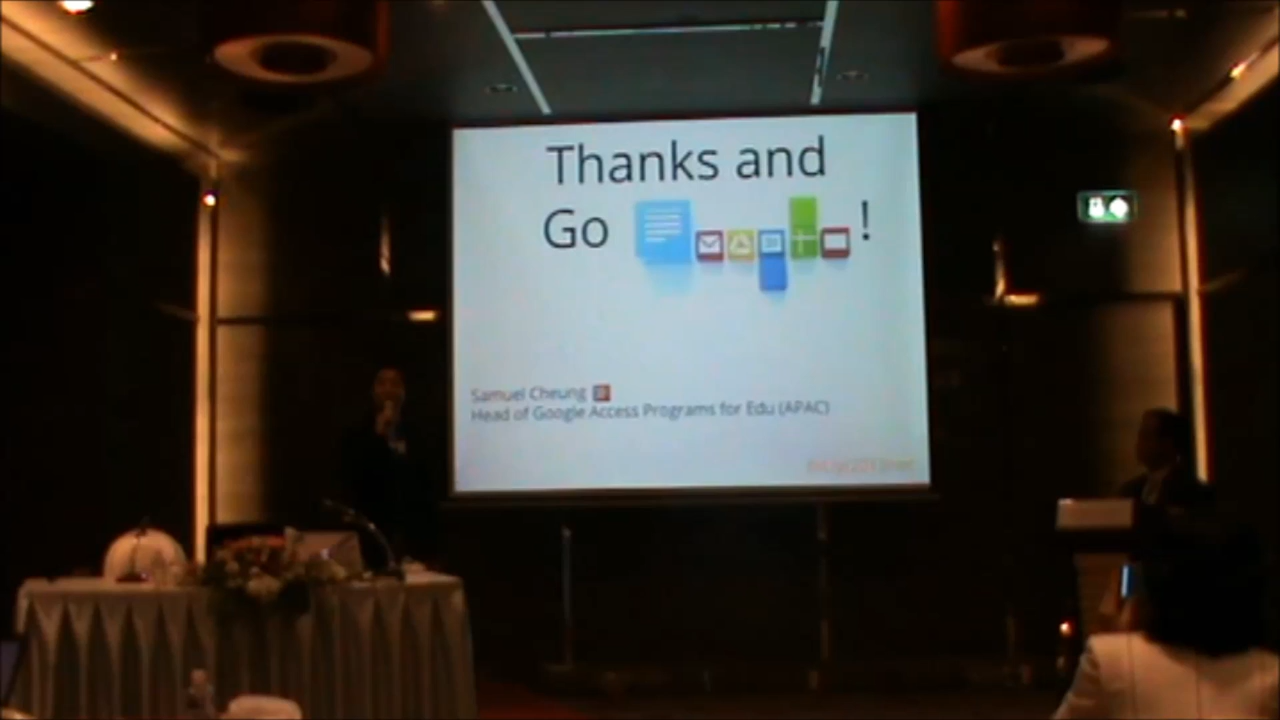 Thanks and
Go !
Samuel Cheung
Head of Google Access Programs for Edu (APAC)